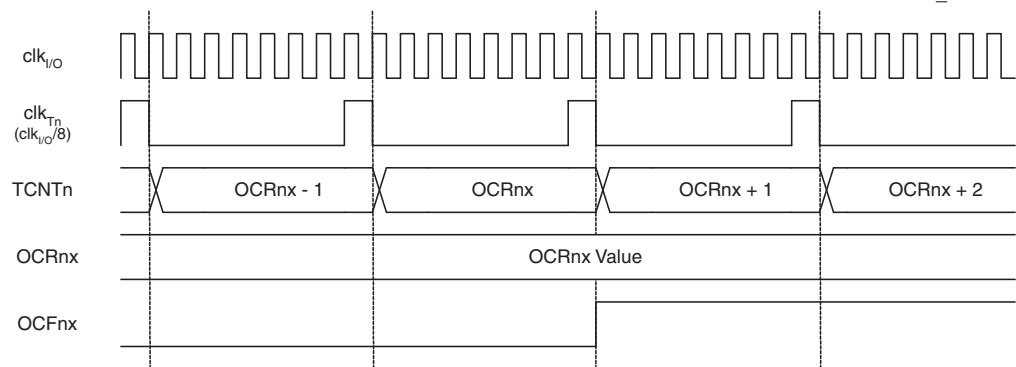 clkI/O
clkTn
(clkI/O/8)
TCNTn
OCRnx - 1
OCRnx
OCRnx + 1
OCRnx + 2
OCRnx
OCRnx Value
OCFnx